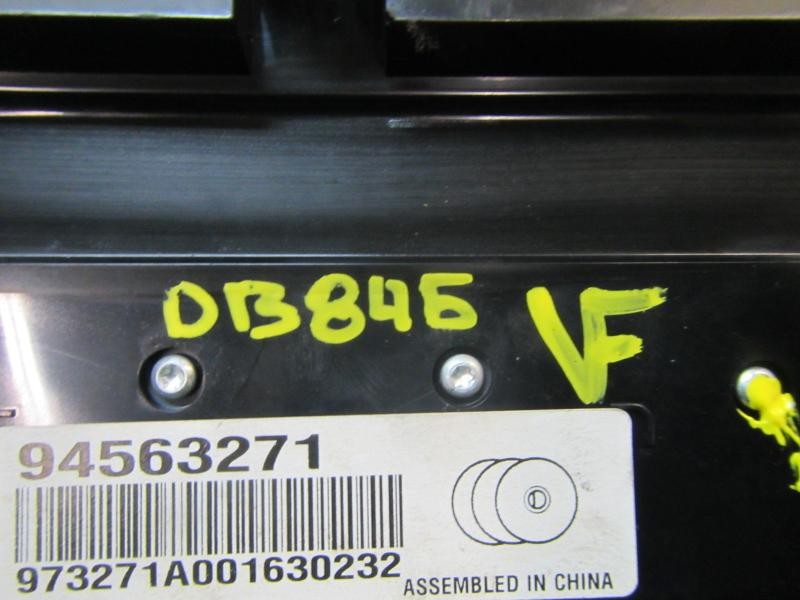 DB846 VF
94563271
973271A001630232
ASSEMBLED IN CHINA